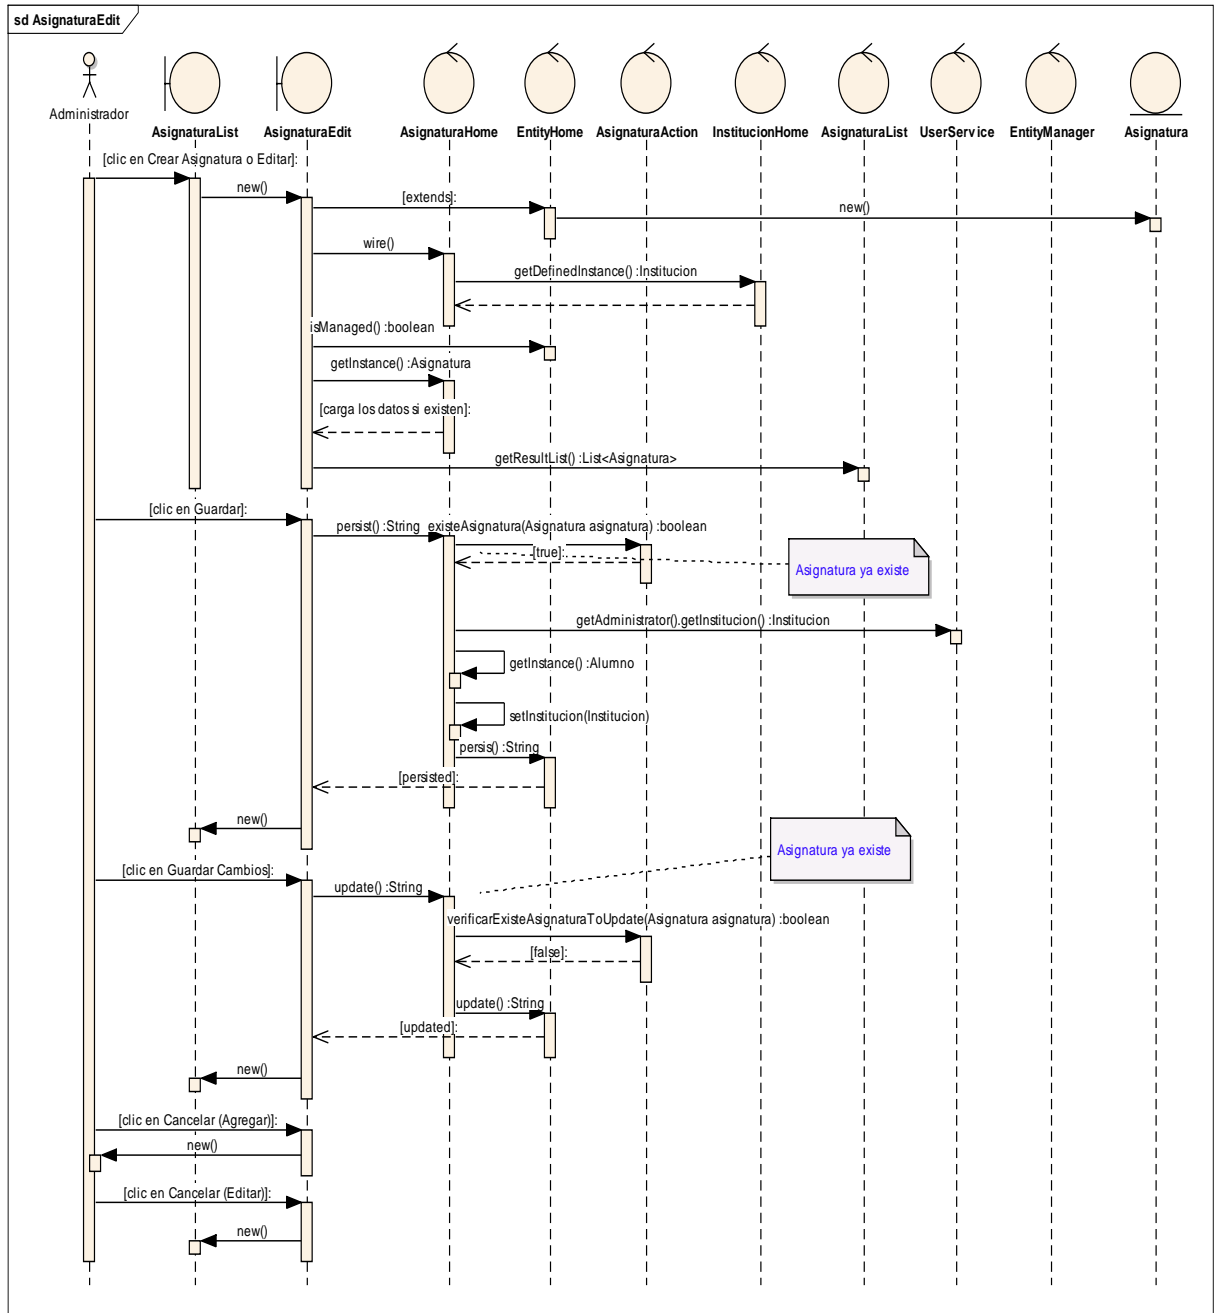 sd AsignaturaEdit
Administrador
AsignaturaList
AsignaturaEdit
AsignaturaHome
EntityHome
AsignaturaAction
InstitucionHome
AsignaturaList
UserService
EntityManager
Asignatura
[clic en Crear Asignatura o Editar]:
new()
[extends]:
new()
wire()
getDefinedInstance() :Institucion
isManaged() :boolean
getInstance() :Asignatura
[carga los datos si existen]:
getResultList() :List<Asignatura>
[clic en Guardar]:
persist() :String
existeAsignatura(Asignatura asignatura) :boolean
[true]:
Asignatura ya existe
getAdministrator().getInstitucion() :Institucion
getInstance() :Alumno
setInstitucion(Institucion)
persis() :String
[persisted]:
new()
Asignatura ya existe
[clic en Guardar Cambios]:
update() :String
verificarExisteAsignaturaToUpdate(Asignatura asignatura) :boolean
[false]:
update() :String
[updated]:
new()
[clic en Cancelar (Agregar)]:
new()
[clic en Cancelar (Editar)]:
new()